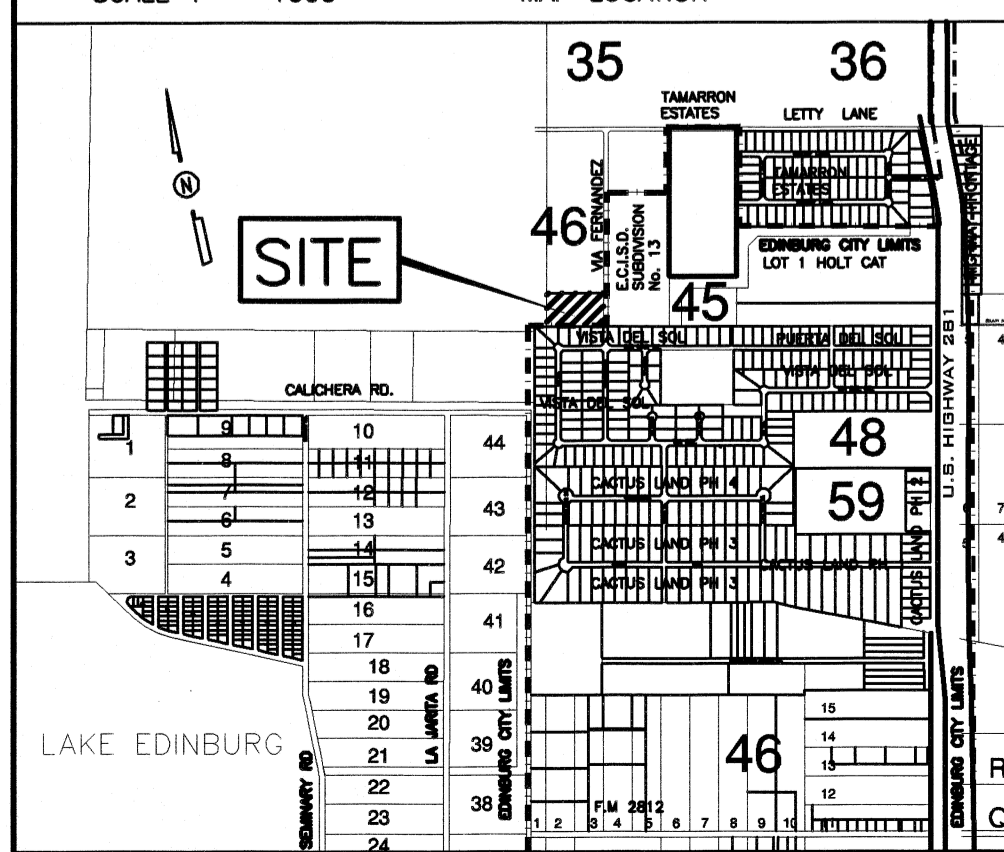 35
36
TAMARRON
ESTATES
LETTY LANE
N
TAMARRON
ESTATES
VIA FERNANDEZ
46
E.C.I.S.D.
SUBDIVISION
No. 13
SITE
EDINBURG CITY LIMITS
LOT 1 HOLT CAT
45
VISTA DEL SOL
PUERTA DEL SOL
VISTA DEL SOL
CALICHERA RD.
VISTA DEL SOL
U.S. HIGHWAY 281
48
59
1
9
10
44
8
11
2
7
12
43
6
13
3
5
14
42
4
15
16
41
17
18
40
19
20
39
21
22
38
23
24
CACTUS LAND PH 4
CACTUS LAND PH 2
CACTUS LAND PH 3
CACTUS LAND PH 3
LAKE EDINBURG
SEMINARY RD
LA JARITA RD
EDINBURG CITY LIMITS
46
15
14
13
12
11
F.M 2812
1 2 3 4 5 6 7 8 9 10
EDINBURG CITY LIMITS
R